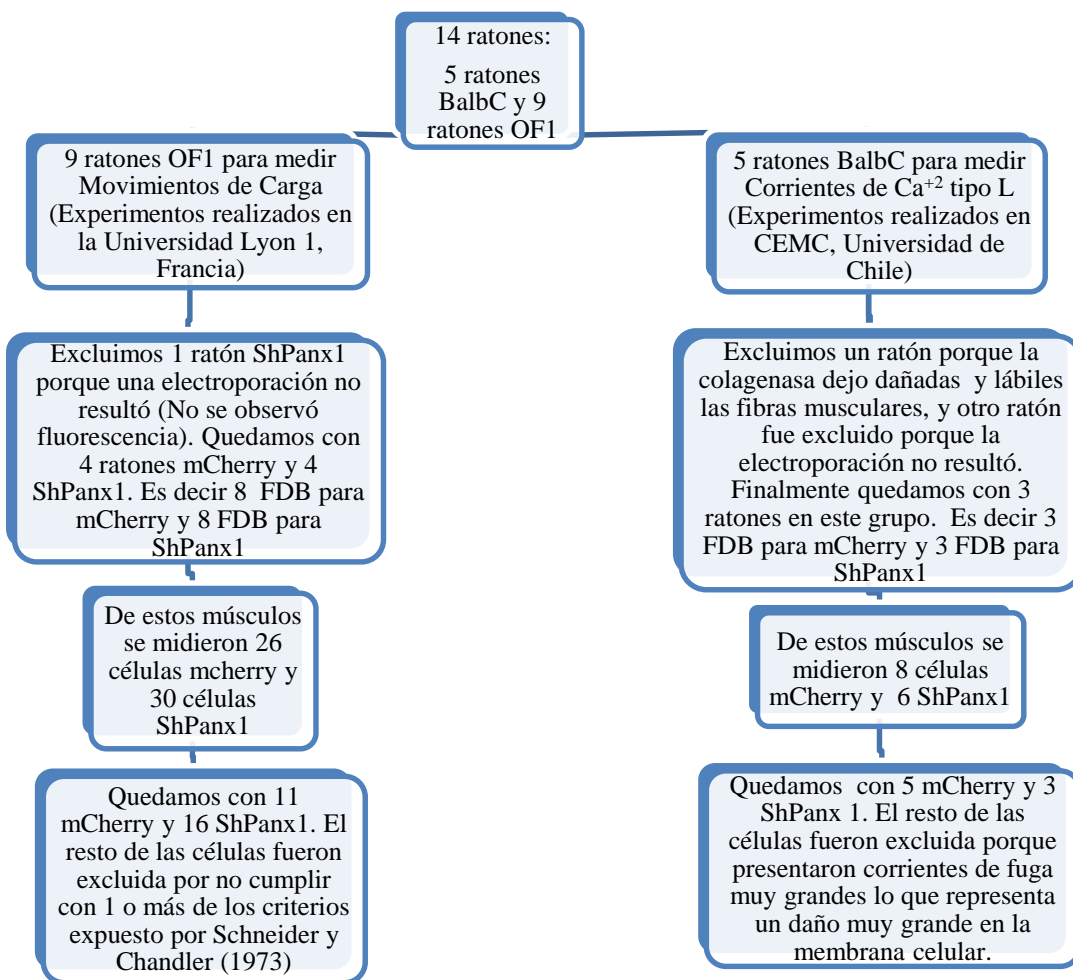 14 ratones:
5 ratones
BalbC y 9
ratones OF1
9 ratones OF1 para medir
Movimientos de Carga
(Experimentos realizados en
la Universidad Lyon 1,
Francia)
5 ratones BalbC para medir
Corrientes de Ca⁺² tipo L
(Experimentos realizados en
CEMC, Universidad de
Chile)
Excluimos 1 ratón ShPanx1
porque una electroporación no
resultó (No se observó
fluorescencia). Quedamos con
4 ratones mCherry y 4
ShPanx1. Es decir 8 FDB para
mCherry y 8 FDB para
ShPanx1
Excluimos un ratón porque la
colagenasa dejo dañadas y lábiles
las fibras musculares, y otro ratón
fue excluido porque la
electroporación no resultó.
Finalmente quedamos con 3
ratones en este grupo. Es decir 3
FDB para mCherry y 3 FDB para
ShPanx1
De estos músculos
se midieron 26
células mcherry y
30 células
ShPanx1
De estos músculos se
midieron 8 células
mCherry y 6 ShPanx1
Quedamos con 11
mCherry y 16 ShPanx1. El
resto de las células fueron
excluida por no cumplir
con 1 o más de los criterios
expuesto por Schneider y
Chandler (1973)
Quedamos con 5 mCherry y 3
ShPanx 1. El resto de las
células fueron excluida porque
presentaron corrientes de fuga
muy grandes lo que representa
un daño muy grande en la
membrana celular.